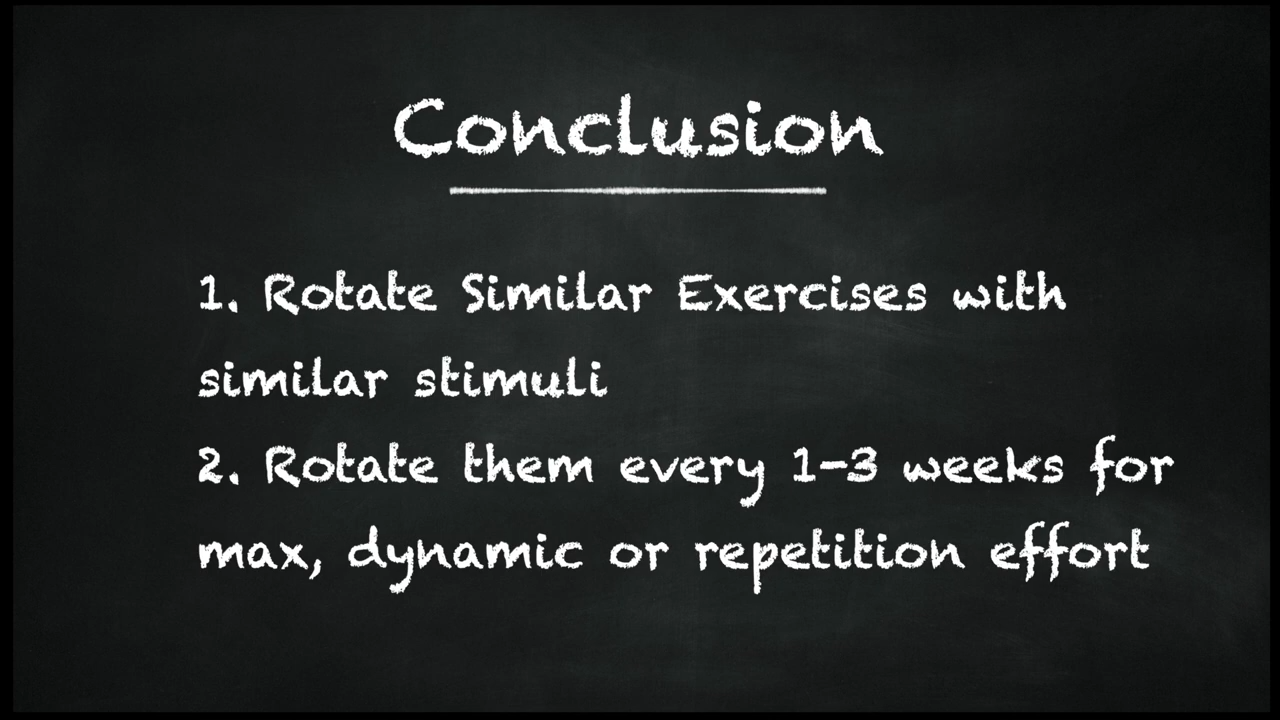 Conclusion
1. Rotate Similar Exercises with
similar stimuli
2. Rotate them every 1-3 weeks for
max, dynamic or repetition effort